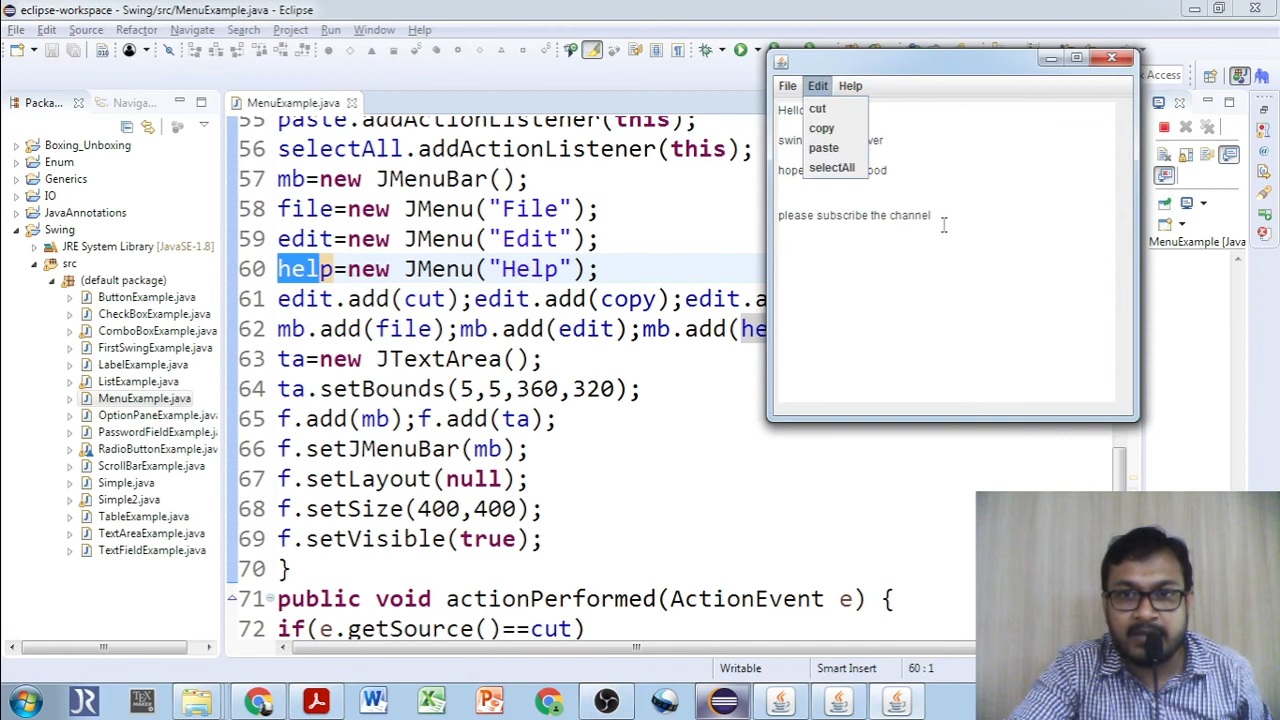 eclipse-workspace - Swing/src/MenuExample.java - Eclipse
File Edit Source Refactor Navigate Search Project Run Window Help
Access
Packa... Naviga...
Boxing_Unboxing
Enum
Generics
IO
JavaAnnotations
Swing
JRE System Library [JavaSE-1.8]
src
(default package)
ButtonExample.java
CheckBoxExample.java
ComboBoxExample.java
FirstSwingExample.java
LabelExample.java
ListExample.java
MenuExample.java
OptionPaneExample.java
PasswordFieldExample.java
RadioButtonExample.java
ScrollBarExample.java
Simple.java
Simple2.java
TableExample.java
TextAreaExample.java
TextFieldExample.java
MenuExample.java
55 paste.addActionListener(this);
56 selectAll.addActionListener(this);
57 mb=new JMenuBar();
58 file=new JMenu("File");
59 edit=new JMenu("Edit");
60 help=new JMenu("Help");
61 edit.add(cut);edit.add(copy);edit.a
62 mb.add(file);mb.add(edit);mb.add(he
63 ta=new JTextArea();
64 ta.setBounds(5,5,360,320);
65 f.add(mb);f.add(ta);
66 f.setJMenuBar(mb);
67 f.setLayout(null);
68 f.setSize(400,400);
69 f.setVisible(true);
70 }
71 public void actionPerformed(ActionEvent e) {
72 if(e.getSource()==cut)
File Edit Help
Hello
cut
copy
paste
selectAll
swin ver
hope ood
please subscribe the channel
MenuExample [Java
Writable Smart Insert 60 : 1